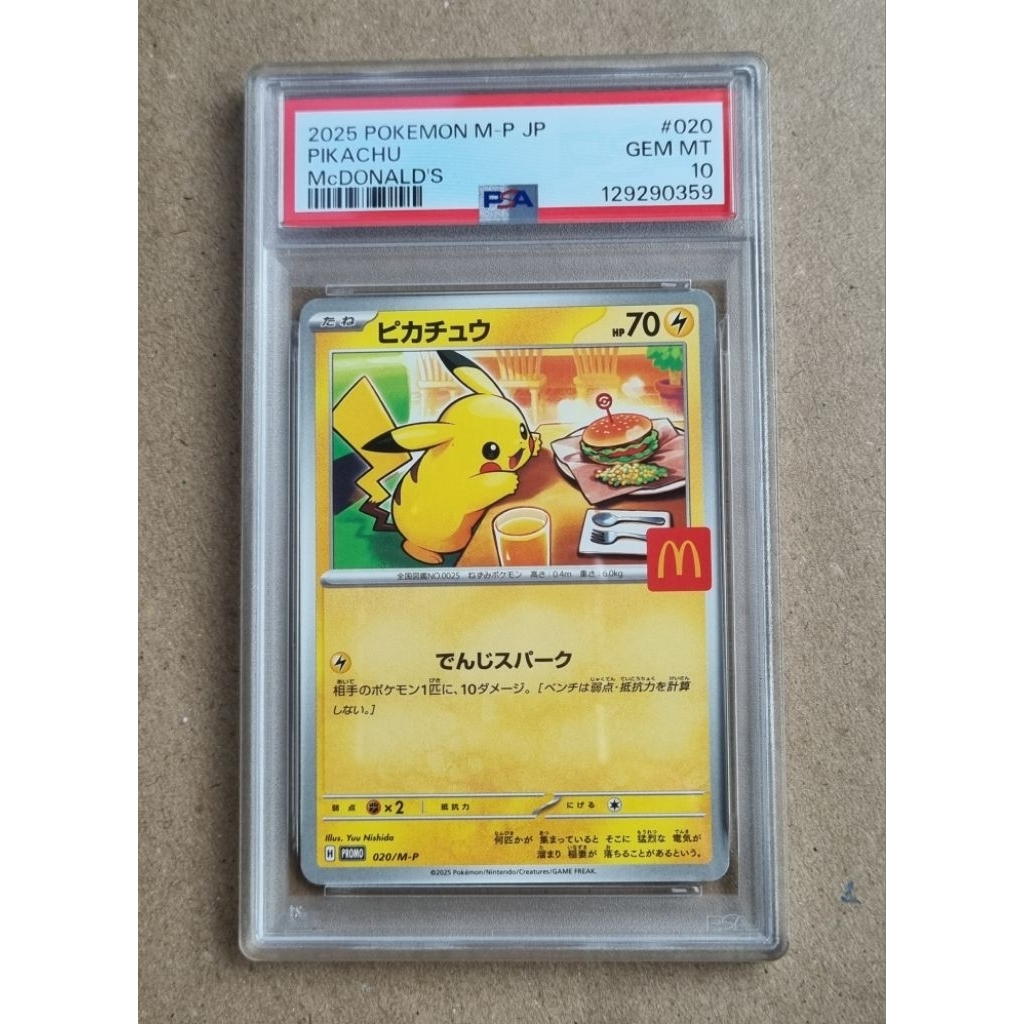 2025 POKEMON M-P JP #020
PIKACHU GEM MT
McDONALD'S 10
PSA 129290359
たね ピカチュウ HP 70
全国図鑑NO.0025 ねずみポケモン 高さ:0.4m 重さ:6.0kg
でんじスパーク
相手のポケモン1匹に、10ダメージ。[ベンチは弱点・抵抗力を計算
しない。]
弱点 ×2 抵抗力 にげる
Illus. Yuu Nishida
何匹かが 集まっていると そこに 猛烈な 電気が
溜まり 稲妻が 落ちることがあるという。
H PROMO 020/M-P
©2025 Pokémon/Nintendo/Creatures/GAME FREAK.